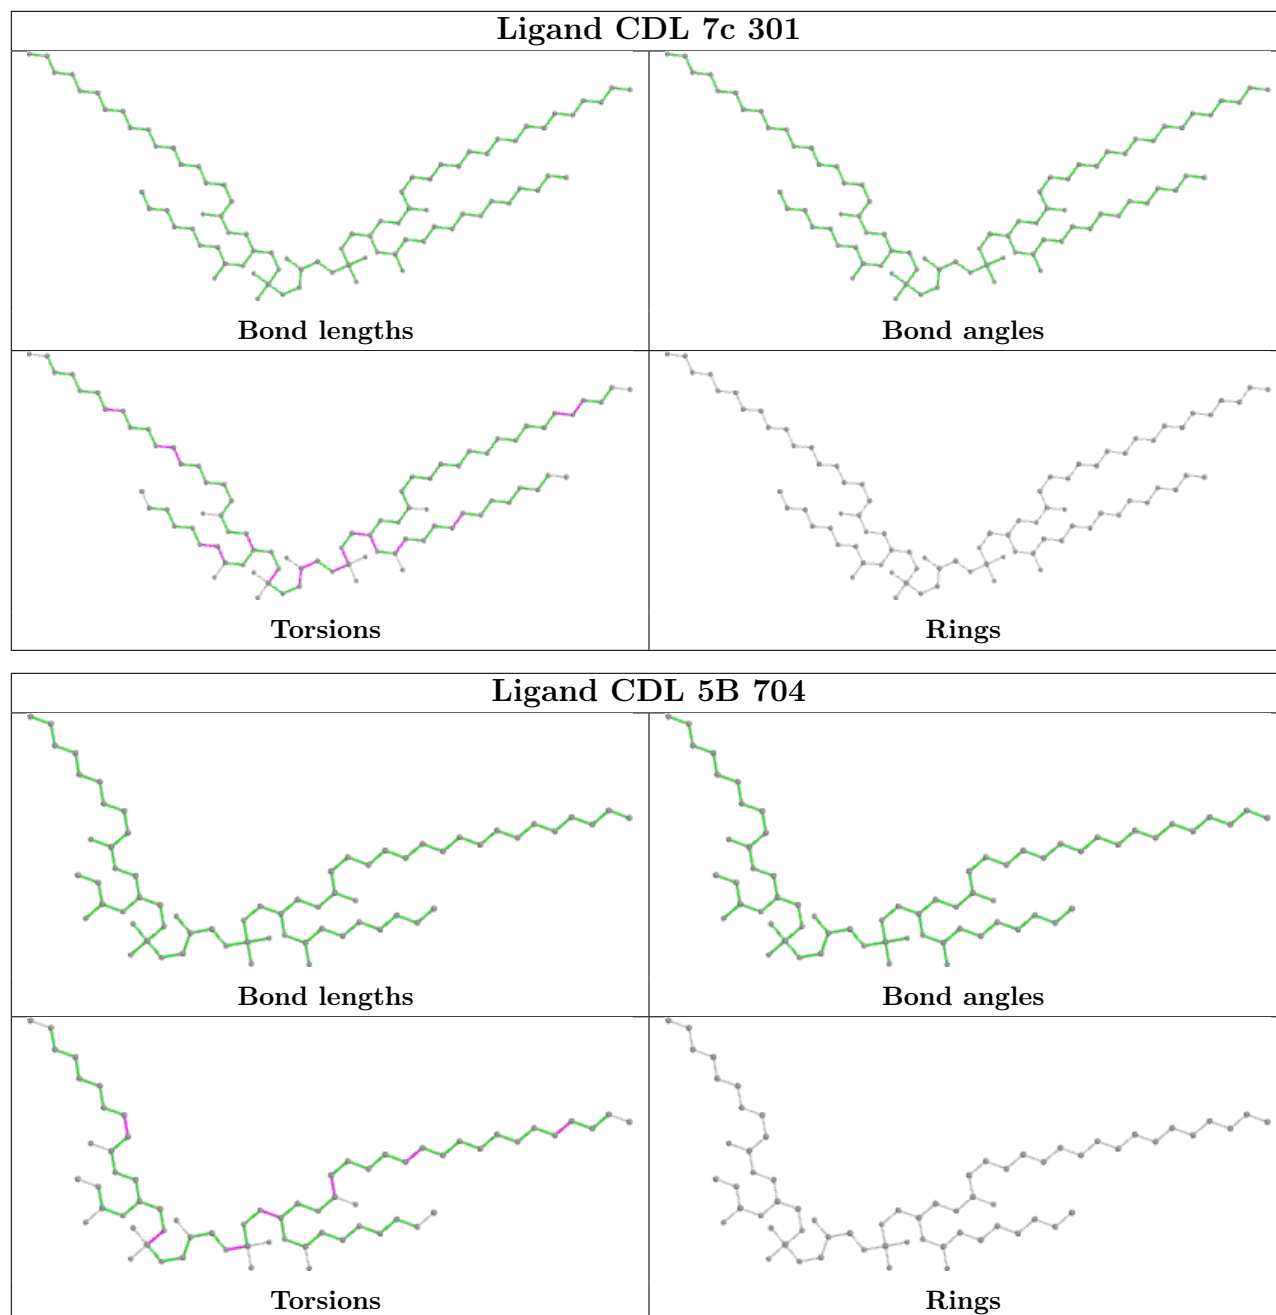 Ligand CDL 7c 301
Bond lengths
Bond angles
Torsions
Rings
Ligand CDL 5B 704
Bond lengths
Bond angles
Torsions
Rings